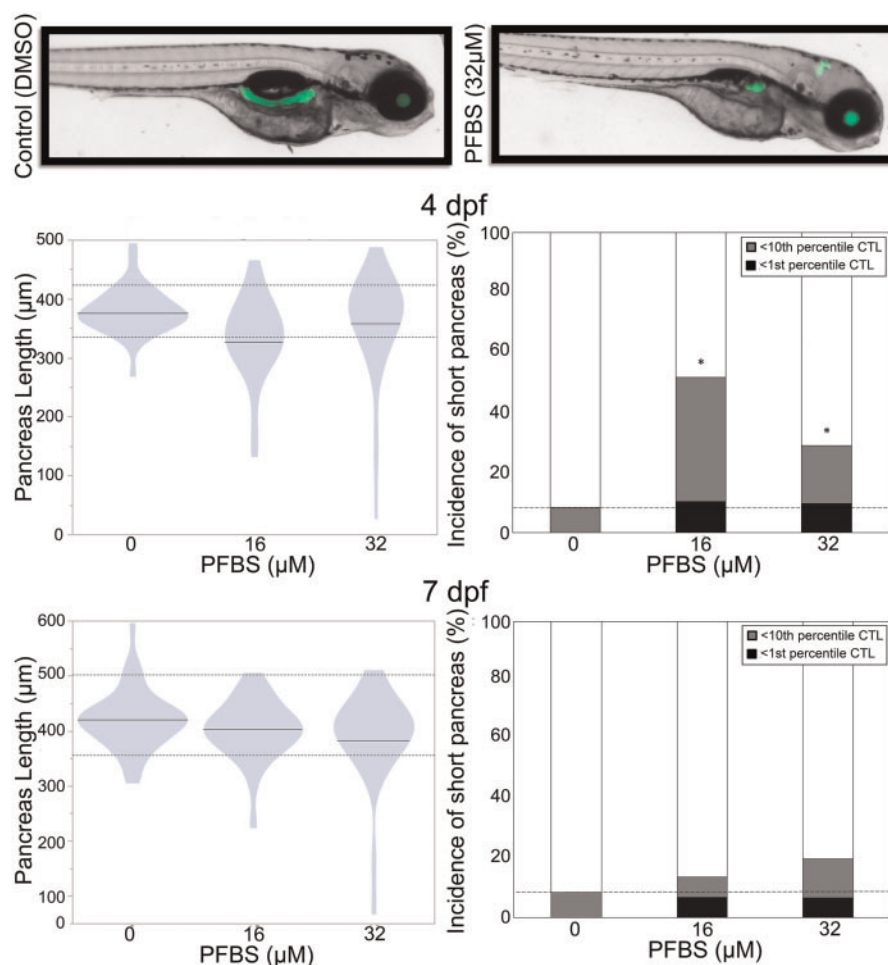 Control (DMSO)
PFBS (32µM)
4 dpf
Pancreas Length (µm)
500
400
300
200
100
0
0
16
32
PFBS (µM)
Incidence of short pancreas (%)
100
80
60
40
20
0
<10th percentile CTL
<1st percentile CTL
*
*
0
16
32
PFBS (µM)
7 dpf
Pancreas Length (µm)
600
500
400
300
200
100
0
0
16
32
PFBS (µM)
Incidence of short pancreas (%)
100
80
60
40
20
0
<10th percentile CTL
<1st percentile CTL
0
16
32
PFBS (µM)